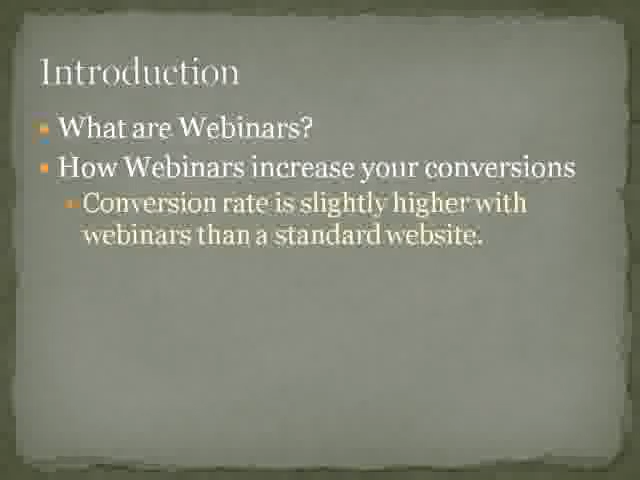 Introduction
What are Webinars?
How Webinars increase your conversions
Conversion rate is slightly higher with
webinars than a standard website.